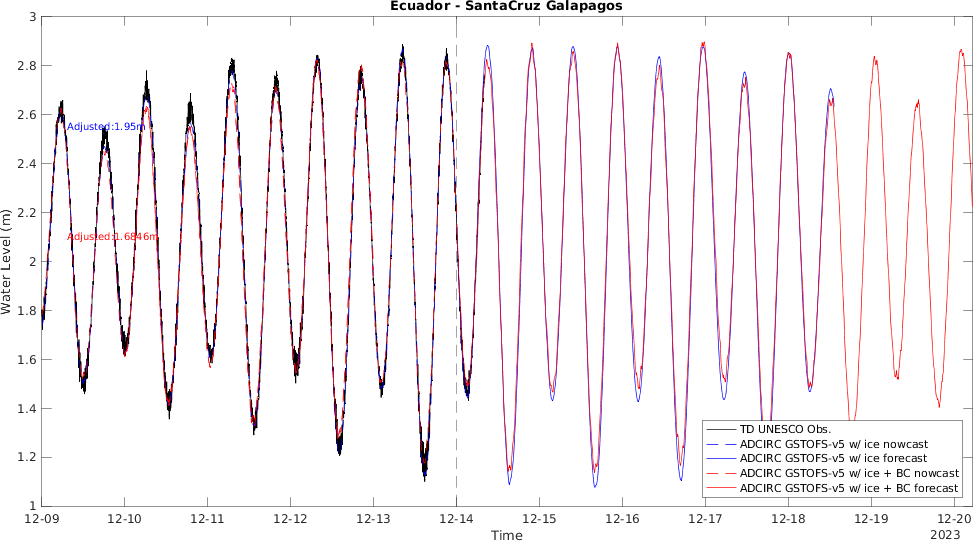 Ecuador - SantaCruz Galapagos
3
2.8
2.6
2.4
2.2
2
1.8
1.6
1.4
1.2
1
Water Level (m)
Adjusted:1.95m
Adjusted:1.6846m
TD UNESCO Obs.
ADCIRC GSTOFS-v5 w/ ice nowcast
ADCIRC GSTOFS-v5 w/ ice forecast
ADCIRC GSTOFS-v5 w/ ice + BC nowcast
ADCIRC GSTOFS-v5 w/ ice + BC forecast
12-09 12-10 12-11 12-12 12-13 12-14 12-15 12-16 12-17 12-18 12-19 12-20
2023
Time